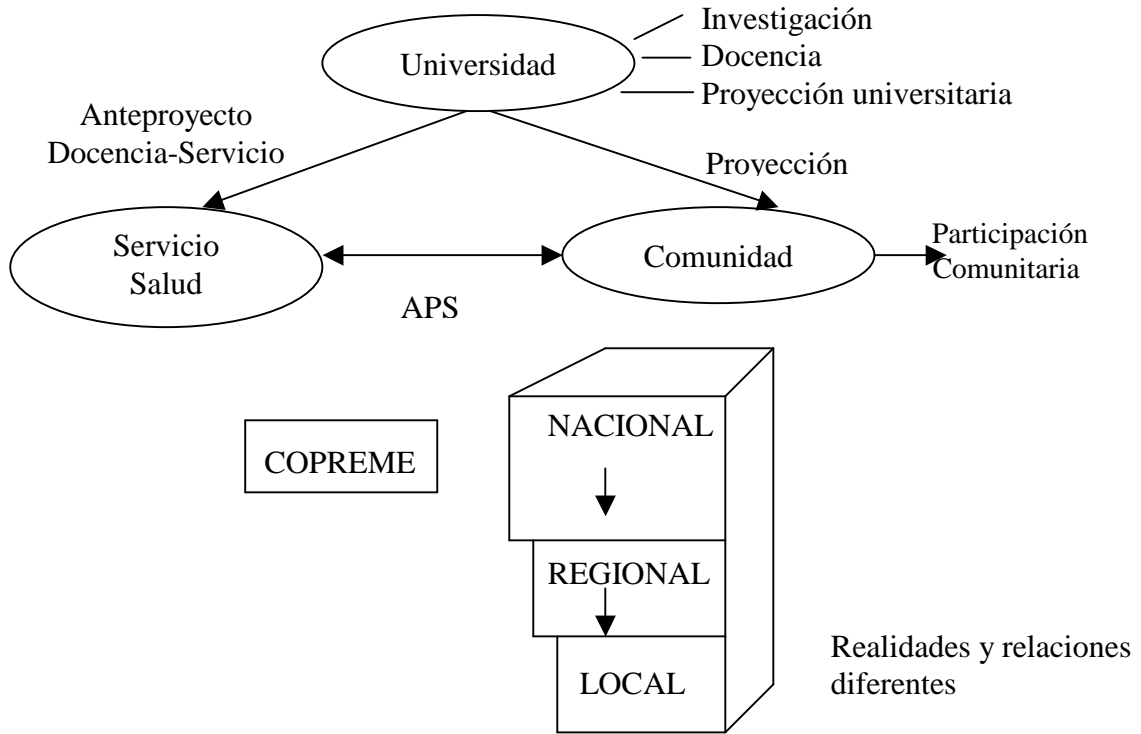 Investigación
Universidad
Docencia
Proyección universitaria
Anteproyecto
Docencia-Servicio
Proyección
Servicio
Salud
Comunidad
Participación
Comunitaria
APS
NACIONAL
COPREME
REGIONAL
LOCAL
Realidades y relaciones
diferentes